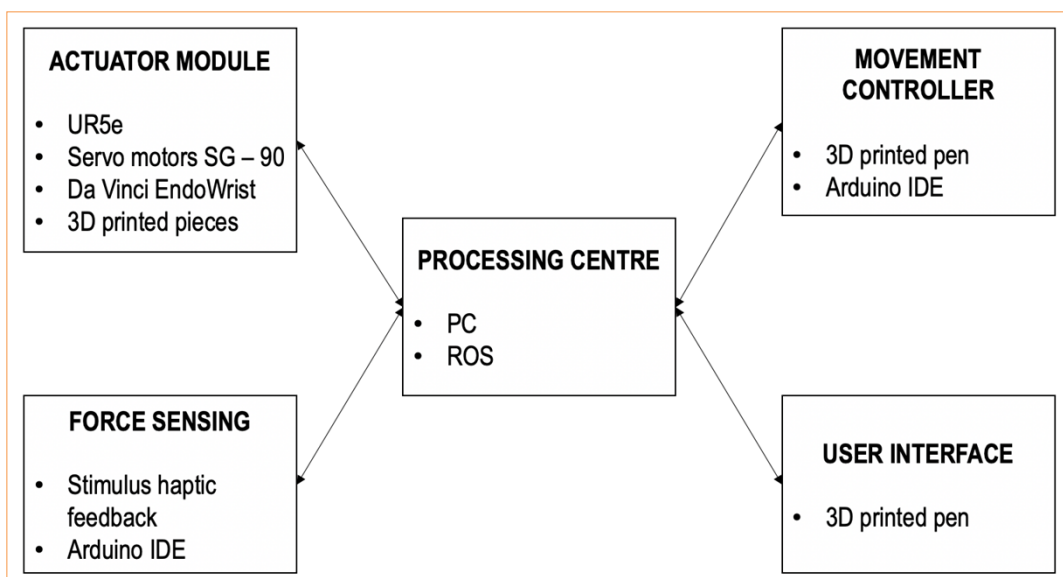 ACTUATOR MODULE
• UR5e
• Servo motors SG – 90
• Da Vinci EndoWrist
• 3D printed pieces
MOVEMENT
CONTROLLER
• 3D printed pen
• Arduino IDE
PROCESSING CENTRE
• PC
• ROS
FORCE SENSING
• Stimulus haptic
feedback
• Arduino IDE
USER INTERFACE
• 3D printed pen